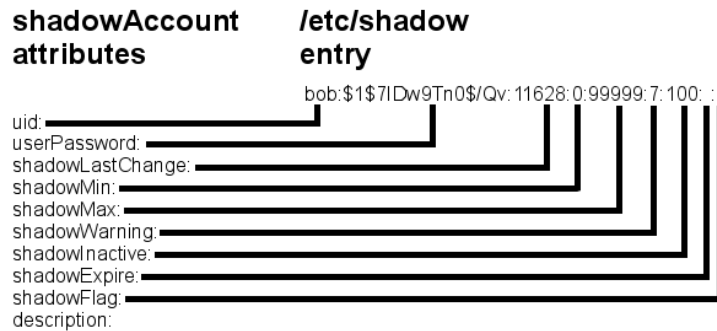 shadowAccount attributes
/etc/shadow entry
bob:$1$7IDw9Tn0$/Qv:11628:0:99999:7:100: :
uid:
userPassword:
shadowLastChange:
shadowMin:
shadowMax:
shadowWarning:
shadowInactive:
shadowExpire:
shadowFlag:
description: